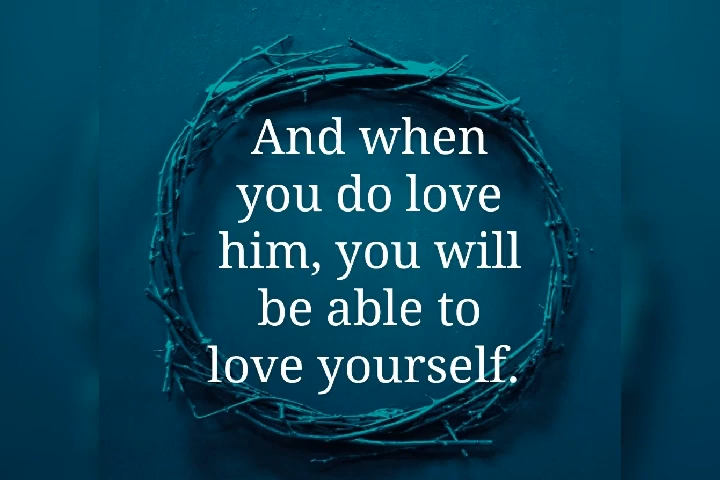 And when
you do love
him, you will
be able to
love yourself.